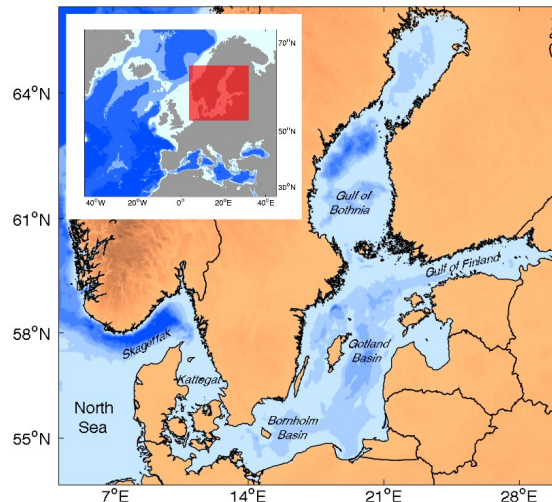 70°N
50°N
30°N
40°W
20°W
0°E
20°E
40°E
64°N
61°N
58°N
55°N
7°E
14°E
21°E
28°E
Gulf of
Bothnia
Gulf of Finland
Skagerrak
Kattegat
Gotland
Basin
North
Sea
Bornholm
Basin